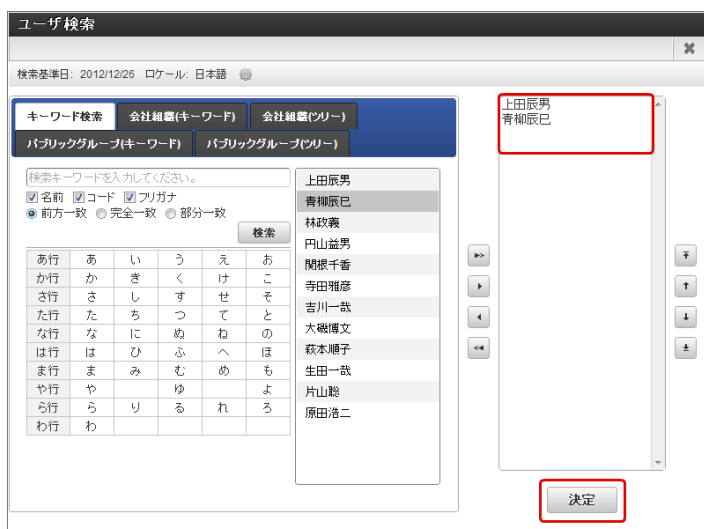 ユーザ検索
検索基準日: 2012/12/26 ロケール: 日本語
キーワード検索 会社組織(キーワード) 会社組織(ツリー)
パブリックグループ(キーワード) パブリックグループ(ツリー)
検索キーワードを入力してください。
名前 コード フリガナ
前方一致 完全一致 部分一致
検索
あ行 あ い う え お
か行 か き く け こ
さ行 さ し す せ そ
た行 た ち つ て と
な行 な に ぬ ね の
は行 は ひ ふ へ ほ
ま行 ま み む め も
や行 や ゆ よ
ら行 ら り る れ ろ
わ行 わ
上田辰男
青柳辰巳
林政義
円山益男
関根千香
寺田雅彦
吉川一哉
大磯博文
萩本順子
生田一哉
片山聡
原田浩二
上田辰男
青柳辰巳
決定